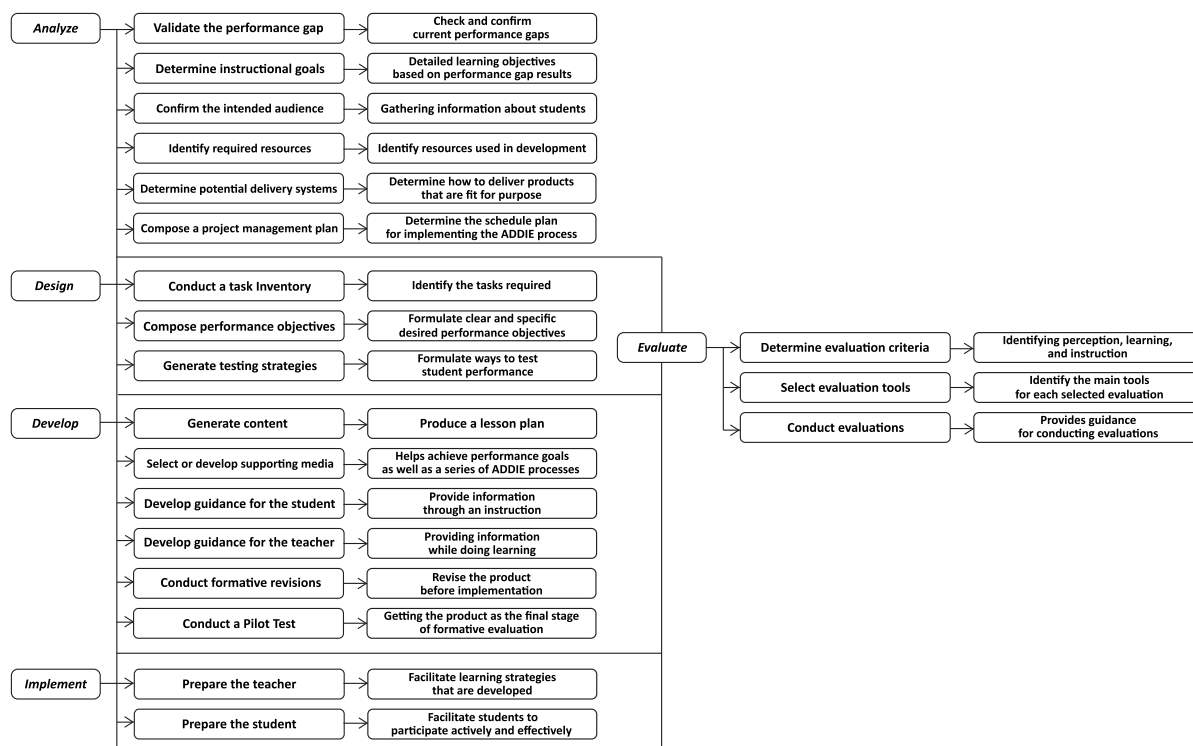 Analyze
Validate the performance gap
Check and confirm
current performance gaps
Determine instructional goals
Detailed learning objectives
based on performance gap results
Confirm the intended audience
Gathering information about students
Identify required resources
Identify resources used in development
Determine potential delivery systems
Determine how to deliver products
that are fit for purpose
Compose a project management plan
Determine the schedule plan
for implementing the ADDIE process
Design
Conduct a task Inventory
Identify the tasks required
Compose performance objectives
Formulate clear and specific
desired performance objectives
Generate testing strategies
Formulate ways to test
student performance
Develop
Generate content
Produce a lesson plan
Select or develop supporting media
Helps achieve performance goals
as well as a series of ADDIE processes
Develop guidance for the student
Provide information
through an instruction
Develop guidance for the teacher
Providing information
while doing learning
Conduct formative revisions
Revise the product
before implementation
Conduct a Pilot Test
Getting the product as the final stage
of formative evaluation
Implement
Prepare the teacher
Facilitate learning strategies
that are developed
Prepare the student
Facilitate students to
participate actively and effectively
Evaluate
Determine evaluation criteria
Identifying perception, learning,
and instruction
Select evaluation tools
Identify the main tools
for each selected evaluation
Conduct evaluations
Provides guidance
for conducting evaluations